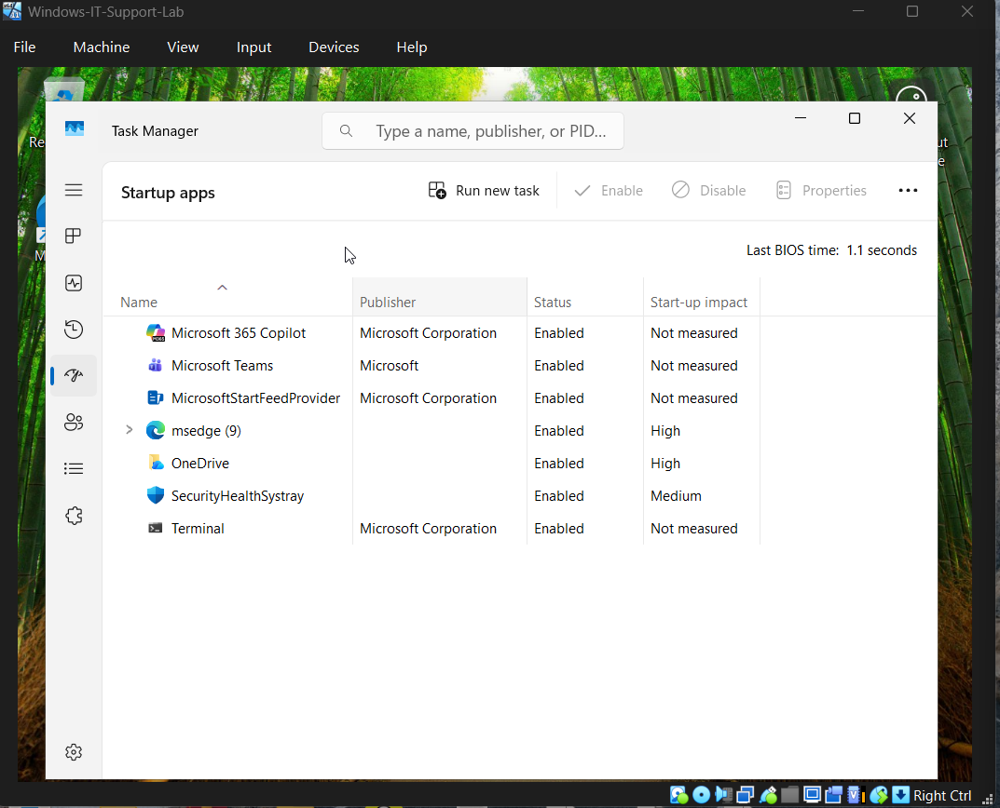 Windows-IT-Support-Lab
File Machine View Input Devices Help
Re
ut
e
M
Task Manager
Type a name, publisher, or PID...
Startup apps
Run new task Enable Disable Properties
Last BIOS time: 1.1 seconds
Name Publisher Status Start-up impact
Microsoft 365 Copilot Microsoft Corporation Enabled Not measured
Microsoft Teams Microsoft Enabled Not measured
MicrosoftStartFeedProvider Microsoft Corporation Enabled Not measured
msedge (9) Enabled High
OneDrive Enabled High
SecurityHealthSystray Enabled Medium
Terminal Microsoft Corporation Enabled Not measured
Right Ctrl